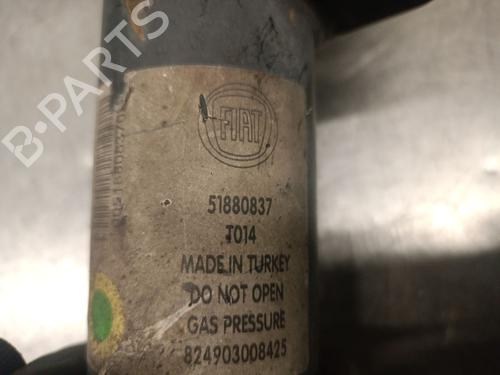 B-PARTS
FIAT
51880837
T014
MADE IN TURKEY
DO NOT OPEN
GAS PRESSURE
824903008425